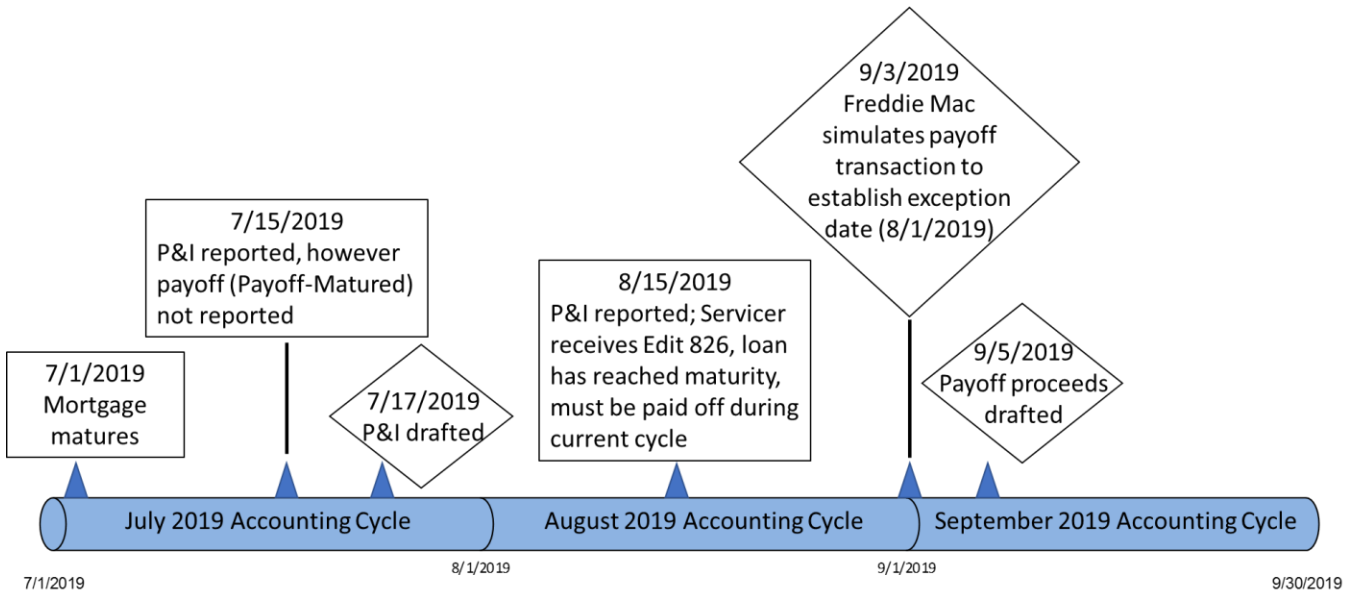 7/1/2019
Mortgage
matures
7/15/2019
P&I reported, however
payoff (Payoff-Matured)
not reported
7/17/2019
P&I drafted
8/15/2019
P&I reported; Servicer
receives Edit 826, loan
has reached maturity,
must be paid off during
current cycle
9/3/2019
Freddie Mac
simulates payoff
transaction to
establish exception
date (8/1/2019)
9/5/2019
Payoff proceeds
drafted
July 2019 Accounting Cycle
August 2019 Accounting Cycle
September 2019 Accounting Cycle
7/1/2019
8/1/2019
9/1/2019
9/30/2019